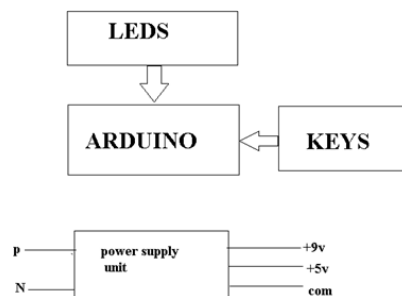 LEDS
ARDUINO
KEYS
p
N
power supply
unit
+9v
+5v
com